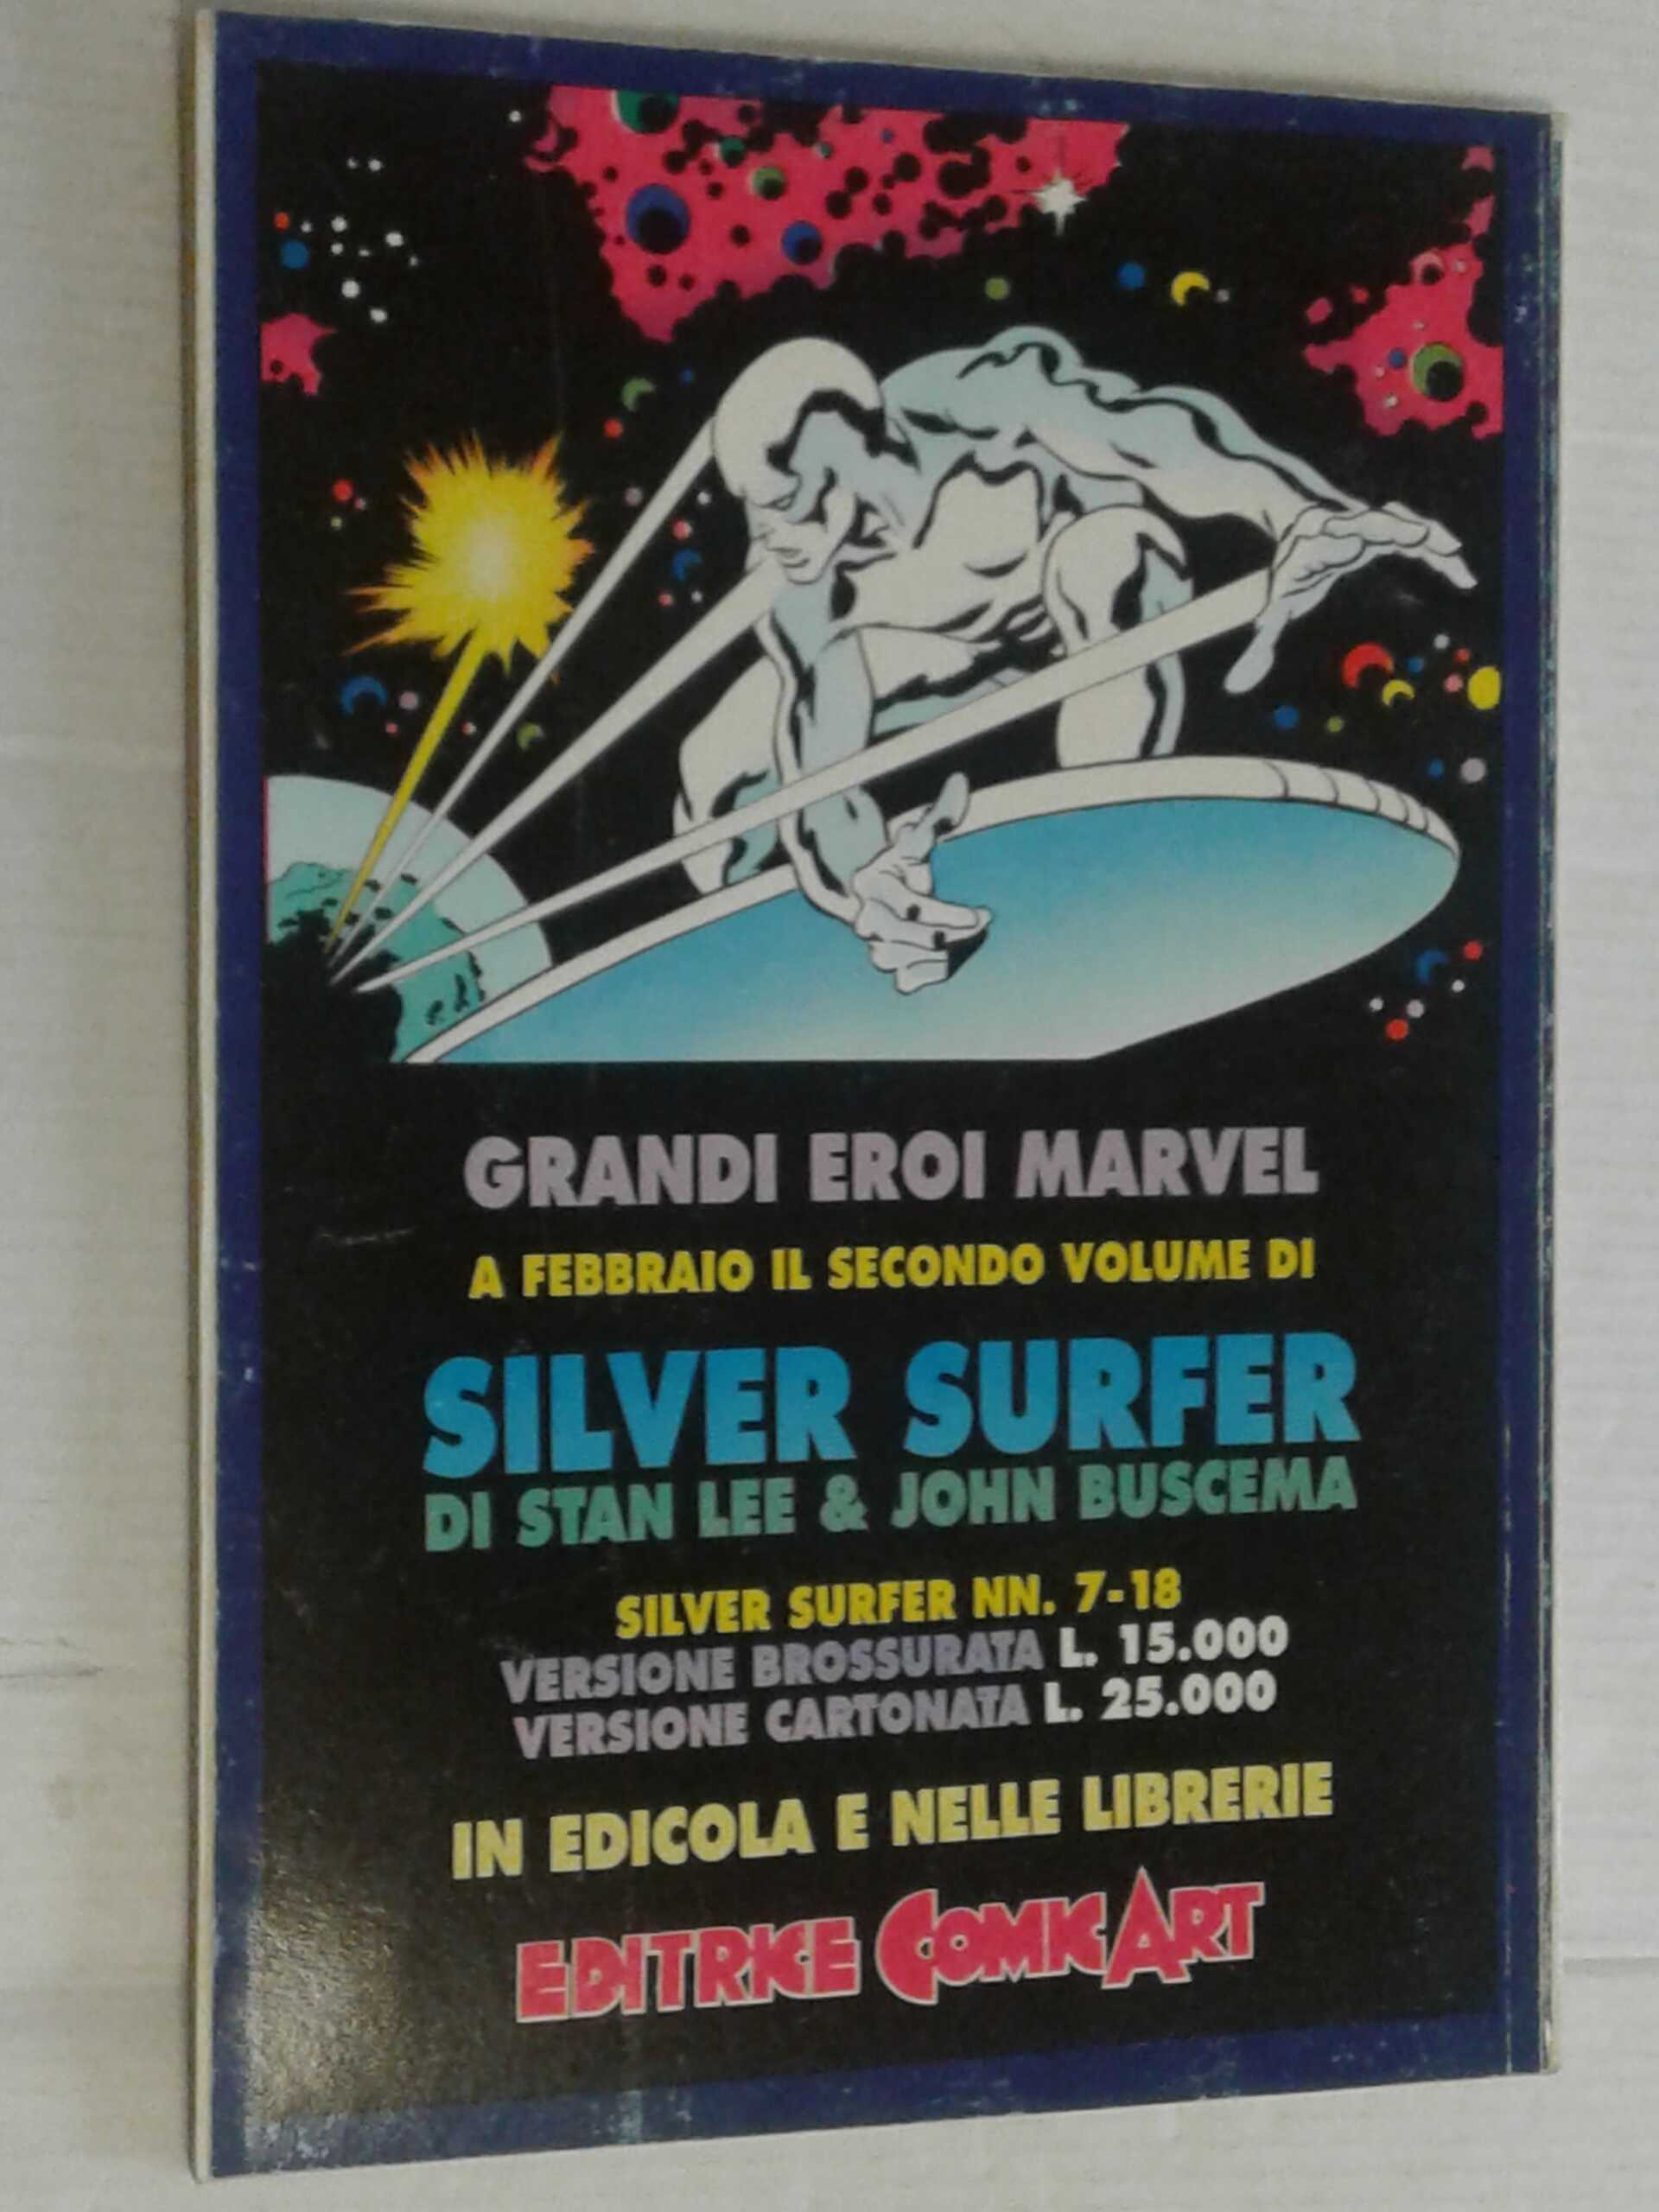 GRANDI EROI MARVEL
A FEBBRAIO IL SECONDO VOLUME DI
SILVER SURFER
DI STAN LEE & JOHN BUSCEMA
SILVER SURFER NN. 7-18
VERSIONE BROSSURATA L. 15.000
VERSIONE CARTONATA L. 25.000
IN EDICOLA E NELLE LIBRERIE
EDITRICE COMIC ART